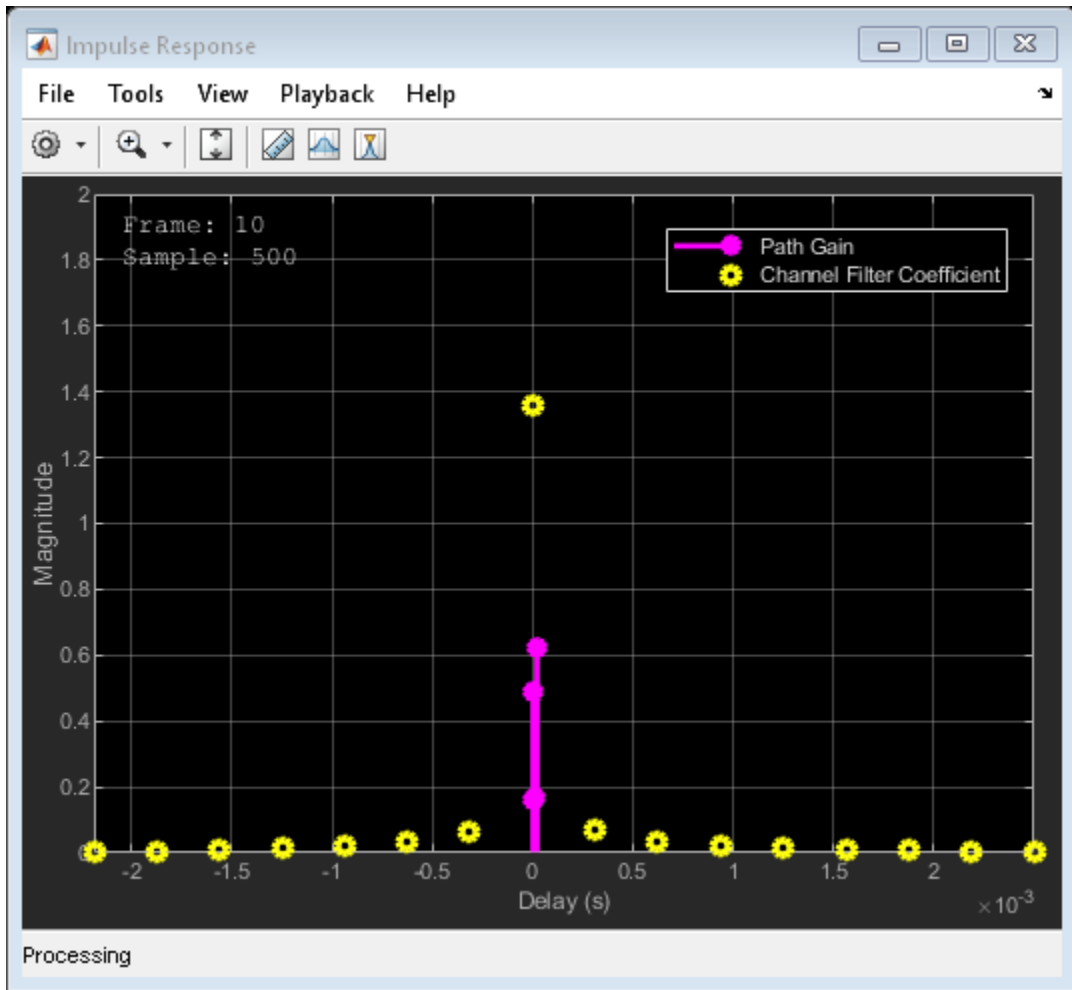 Impulse Response
File Tools View Playback Help
Frame: 10
Sample: 500
Path Gain
Channel Filter Coefficient
2
1.8
1.6
1.4
1.2
1
0.8
0.6
0.4
0.2
0
Magnitude
-2 -1.5 -1 -0.5 0 0.5 1 1.5 2
Delay (s)
×10⁻³
Processing